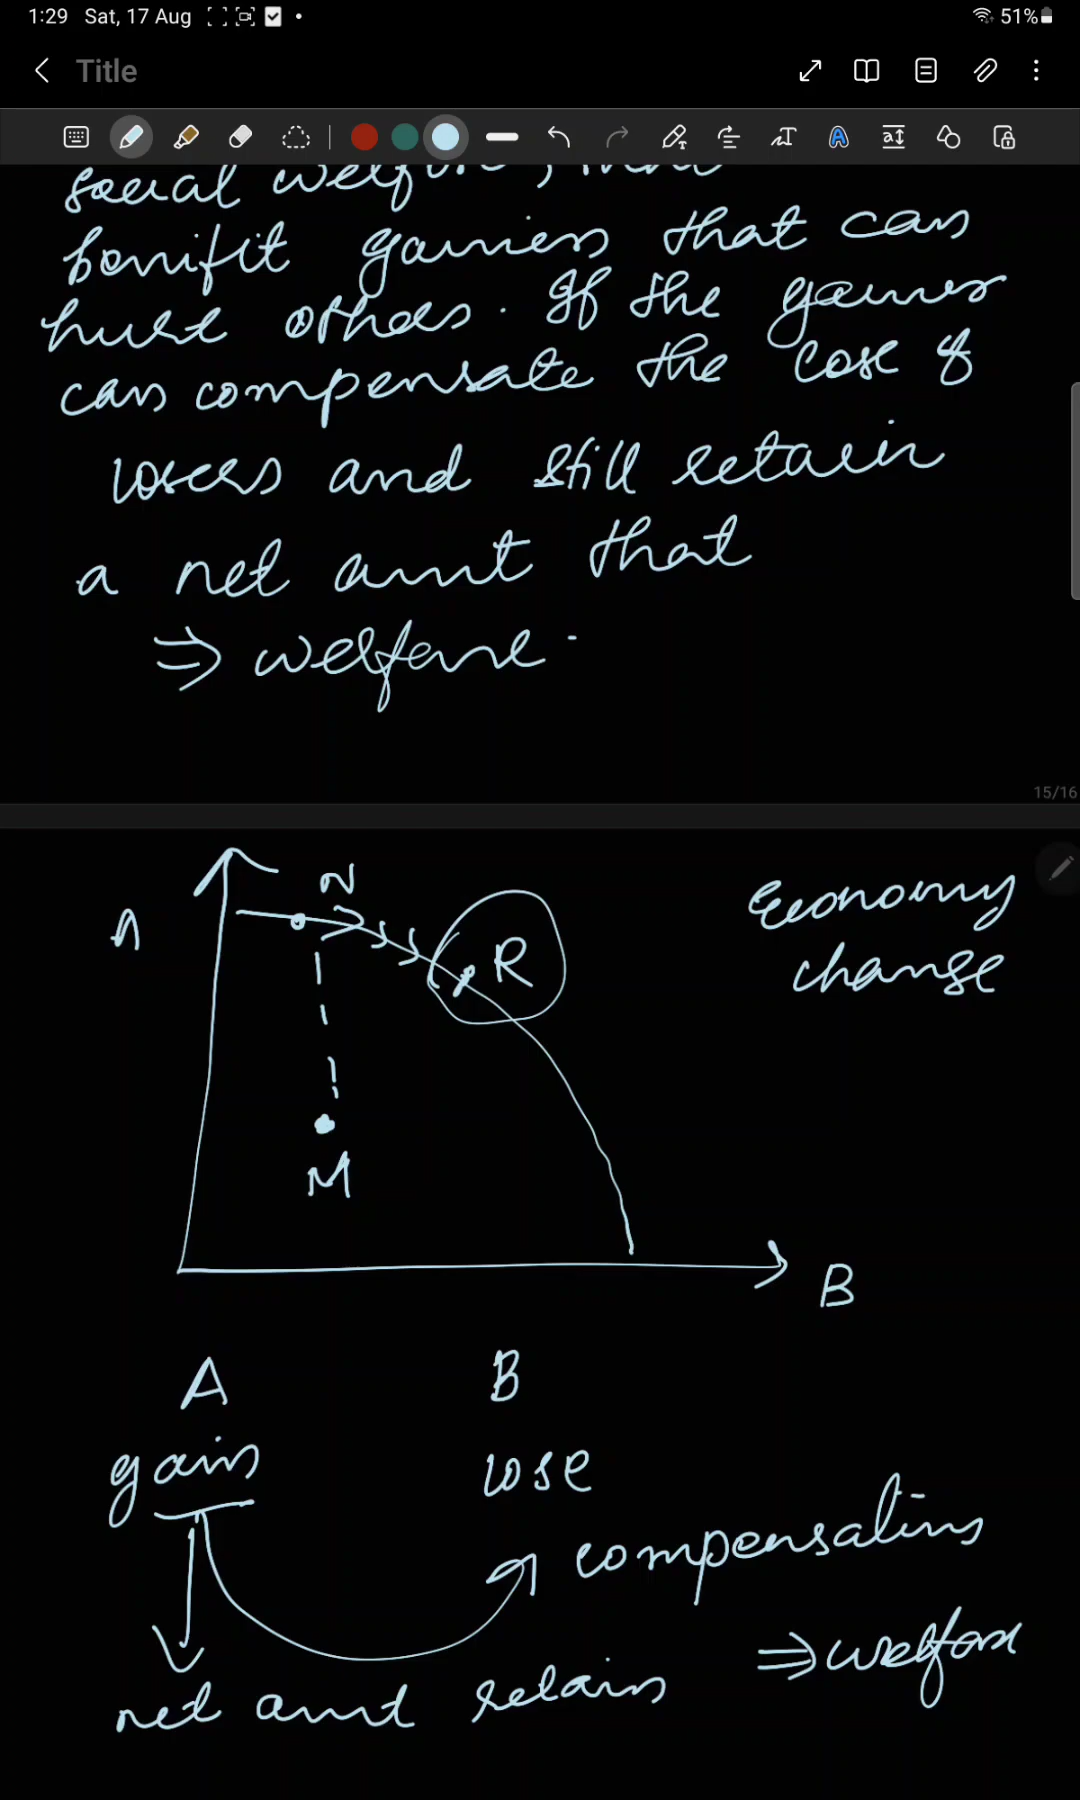 1:29 Sat, 17 Aug
51%
Title
social welfare,
benifit gainers that can
hurt others. If the gainer
can compensate the cost of
losers and still retain
a net amt that
⇒ welfare.
15/16
A
N
R
Economy
change
M
B
A B
gain lose
compensating
⇒ welfare
net amt retain